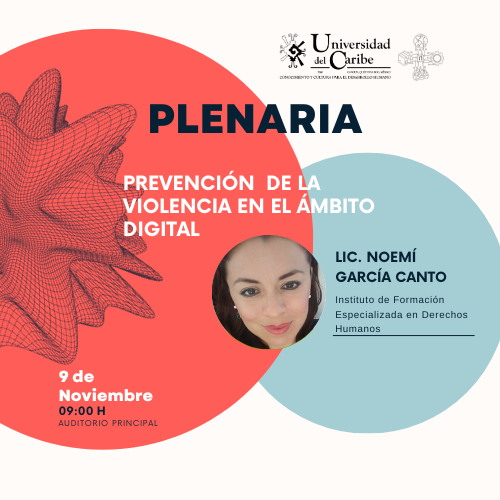 Universidad
del Caribe
CONOCIMIENTO Y CULTURA PARA EL DESARROLLO HUMANO
PLENARIA
PREVENCIÓN DE LA
VIOLENCIA EN EL ÁMBITO
DIGITAL
LIC. NOEMÍ
GARCÍA CANTO
Instituto de Formación
Especializada en Derechos
Humanos
9 de
Noviembre
09:00 H
AUDITORIO PRINCIPAL